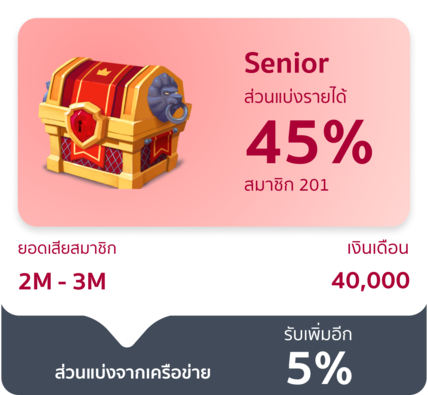 Senior
ส่วนแบ่งรายได้
45%
สมาชิก 201
ยอดเสียสมาชิก
เงินเดือน
2M - 3M
40,000
รับเพิ่มอีก
ส่วนแบ่งจากเครือข่าย
5%